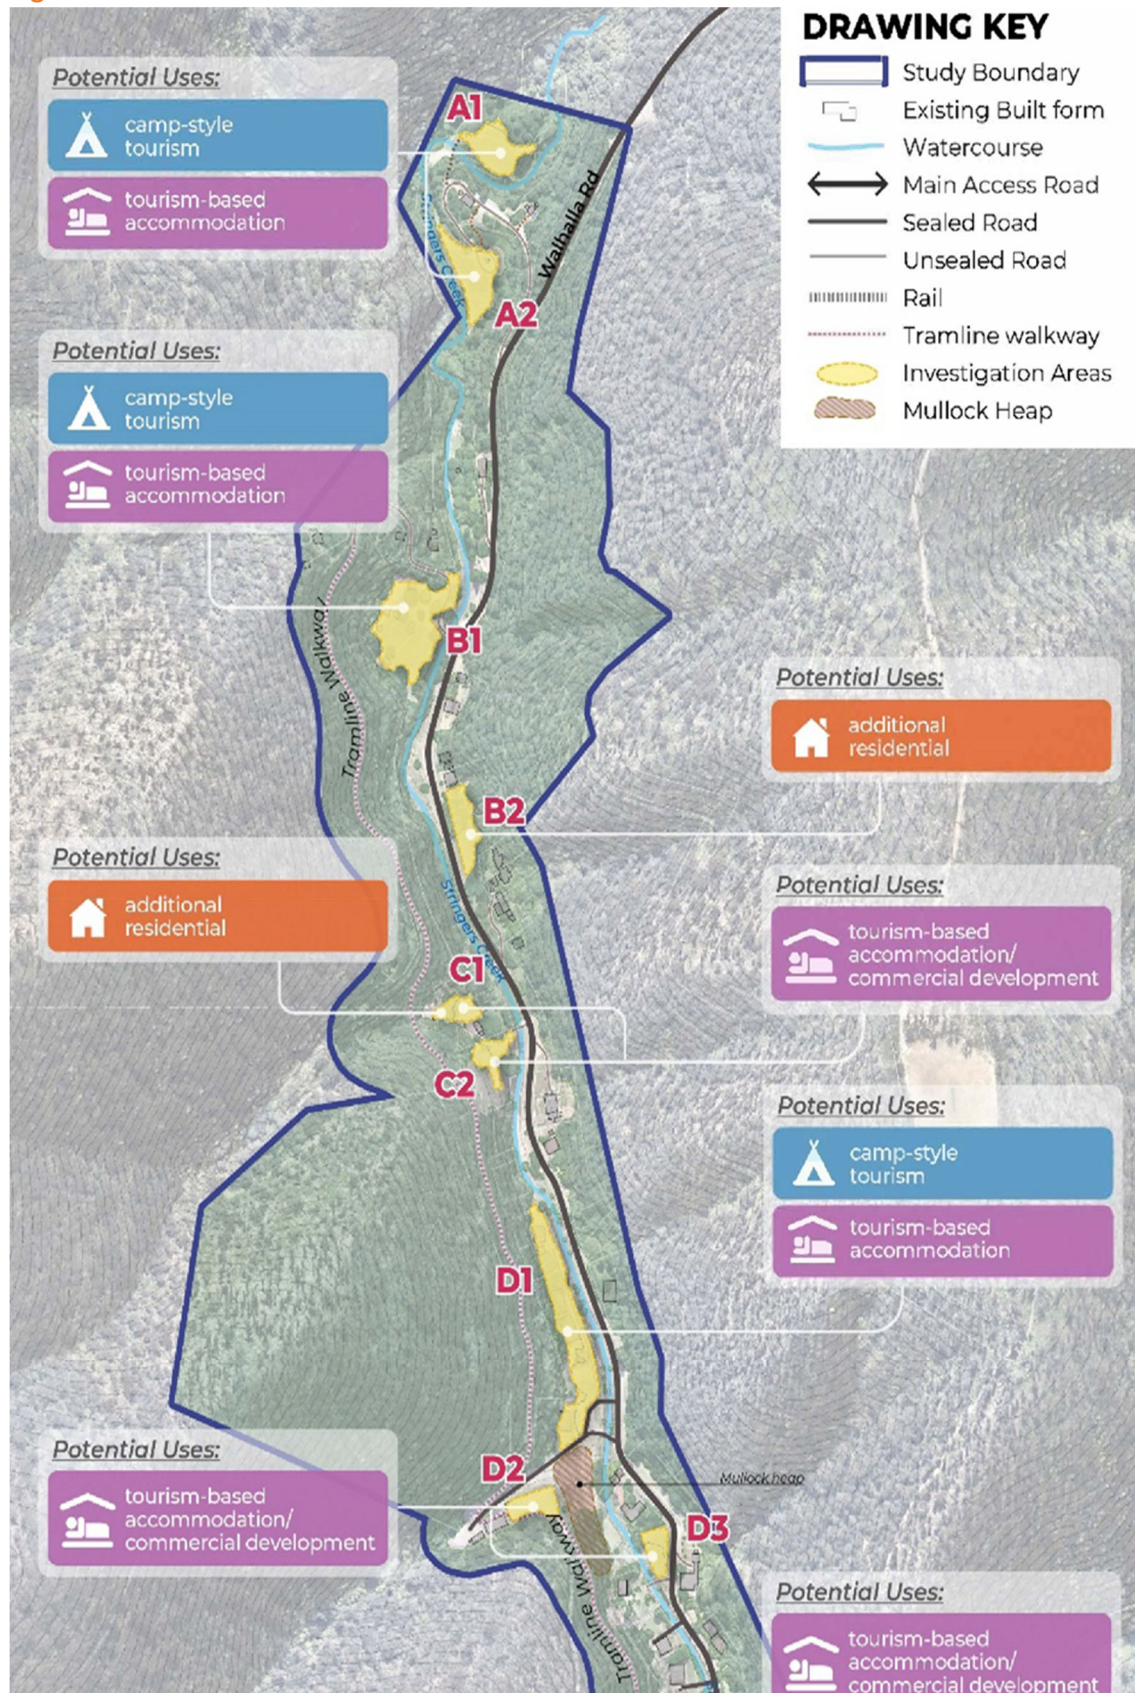 DRAWING KEY
Study Boundary
Existing Built form
Watercourse
Main Access Road
Sealed Road
Unsealed Road
Rail
Tramline walkway
Investigation Areas
Mullock Heap
Potential Uses:
camp-style
tourism
tourism-based
accommodation
A1
Stringers Creek
Walhalla Rd
A2
Potential Uses:
camp-style
tourism
tourism-based
accommodation
Tramline Walkway
B1
Potential Uses:
additional
residential
B2
Potential Uses:
additional
residential
Stringers Creek
C1
Potential Uses:
tourism-based
accommodation/
commercial development
C2
Potential Uses:
camp-style
tourism
tourism-based
accommodation
D1
Potential Uses:
tourism-based
accommodation/
commercial development
D2
Mullock heap
D3
Tramline Walkway
Potential Uses:
tourism-based
accommodation/
commercial development